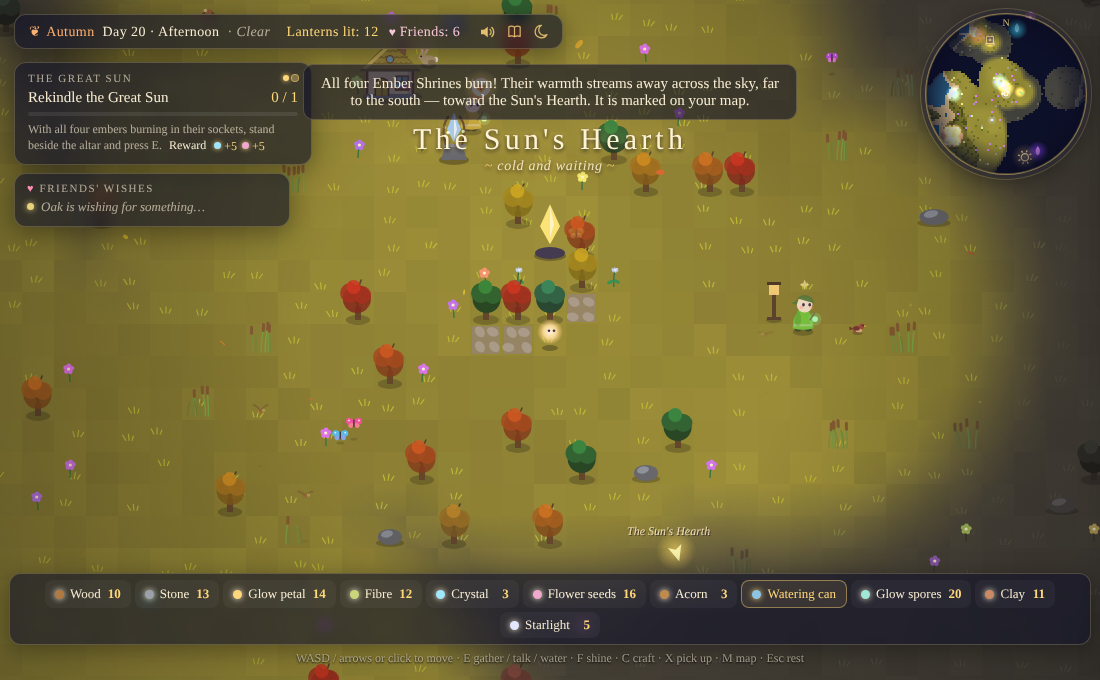 Autumn Day 20 · Afternoon · Clear Lanterns lit: 12 ♥ Friends: 6
N
THE GREAT SUN
Rekindle the Great Sun 0 / 1
With all four embers burning in their sockets, stand
beside the altar and press E. Reward +5 +5
♥ FRIENDS' WISHES
Oak is wishing for something…
All four Ember Shrines burn! Their warmth streams away across the sky, far
to the south — toward the Sun's Hearth. It is marked on your map.
The Sun's Hearth
~ cold and waiting ~
The Sun's Hearth
Wood 10 Stone 13 Glow petal 14 Fibre 12 Crystal 3 Flower seeds 16 Acorn 3 Watering can Glow spores 20 Clay 11
Starlight 5
WASD / arrows or click to move · E gather / talk / water · F shine · C craft · X pick up · M map · Esc rest